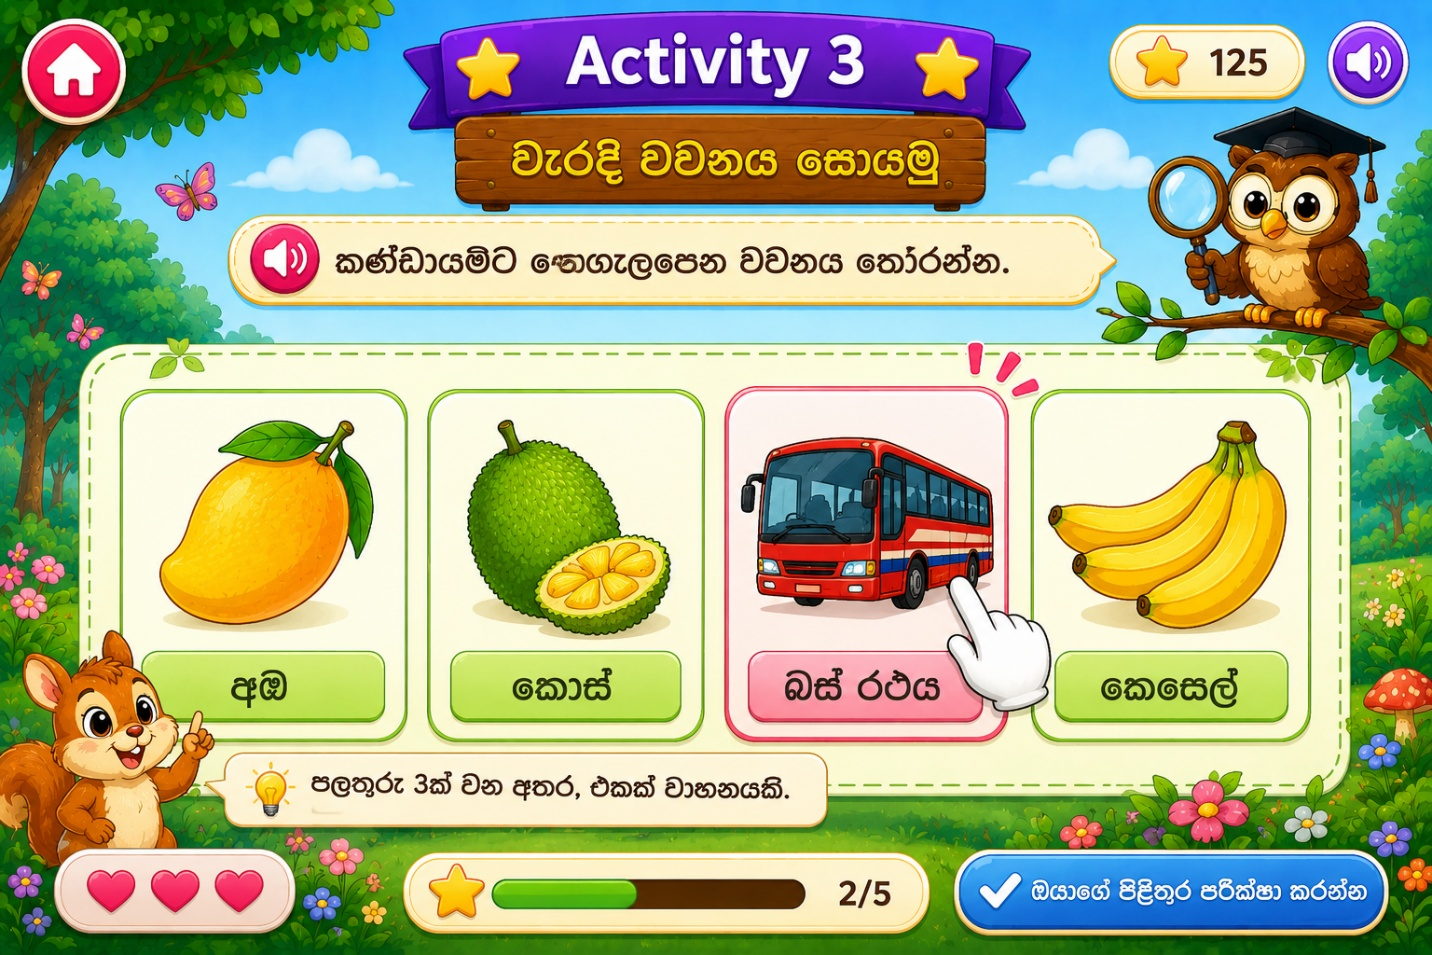 Activity 3
125
වැරදි වචනය සොයමු
කණ්ඩායමිට නොගැලපෙන වචනය තෝරන්න.
අඹ
කොස්
බස් රථය
කෙසෙල්
පලතුරු 3ක් වන අතර, එකක් වාහනයකි.
2/5
ඔයාගේ පිළිතුර පරික්ෂා කරන්න